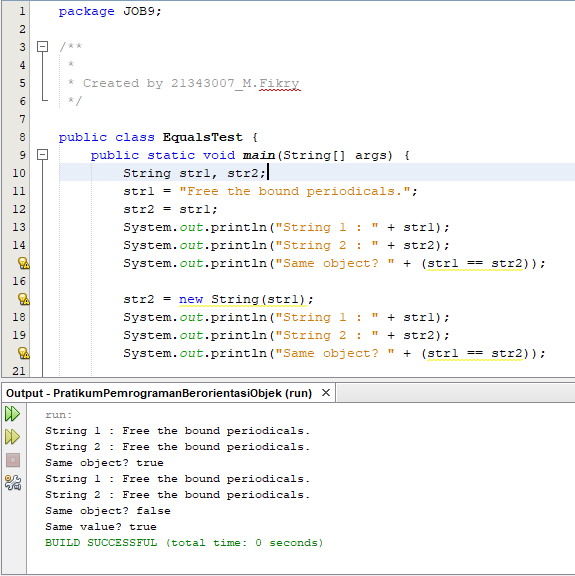 1 package JOB9;
2
3 /**
4 *
5 * Created by 21343007_M.Fikry
6 */
7
8 public class EqualsTest {
9 public static void main(String[] args) {
10 String str1, str2;
11 str1 = "Free the bound periodicals.";
12 str2 = str1;
13 System.out.println("String 1 : " + str1);
14 System.out.println("String 2 : " + str2);
System.out.println("Same object? " + (str1 == str2));
16
str2 = new String(str1);
18 System.out.println("String 1 : " + str1);
19 System.out.println("String 2 : " + str2);
System.out.println("Same object? " + (str1 == str2));
21
Output - PratikumPemrogramanBerorientasiObjek (run) ×
run:
String 1 : Free the bound periodicals.
String 2 : Free the bound periodicals.
Same object? true
String 1 : Free the bound periodicals.
String 2 : Free the bound periodicals.
Same object? false
Same value? true
BUILD SUCCESSFUL (total time: 0 seconds)